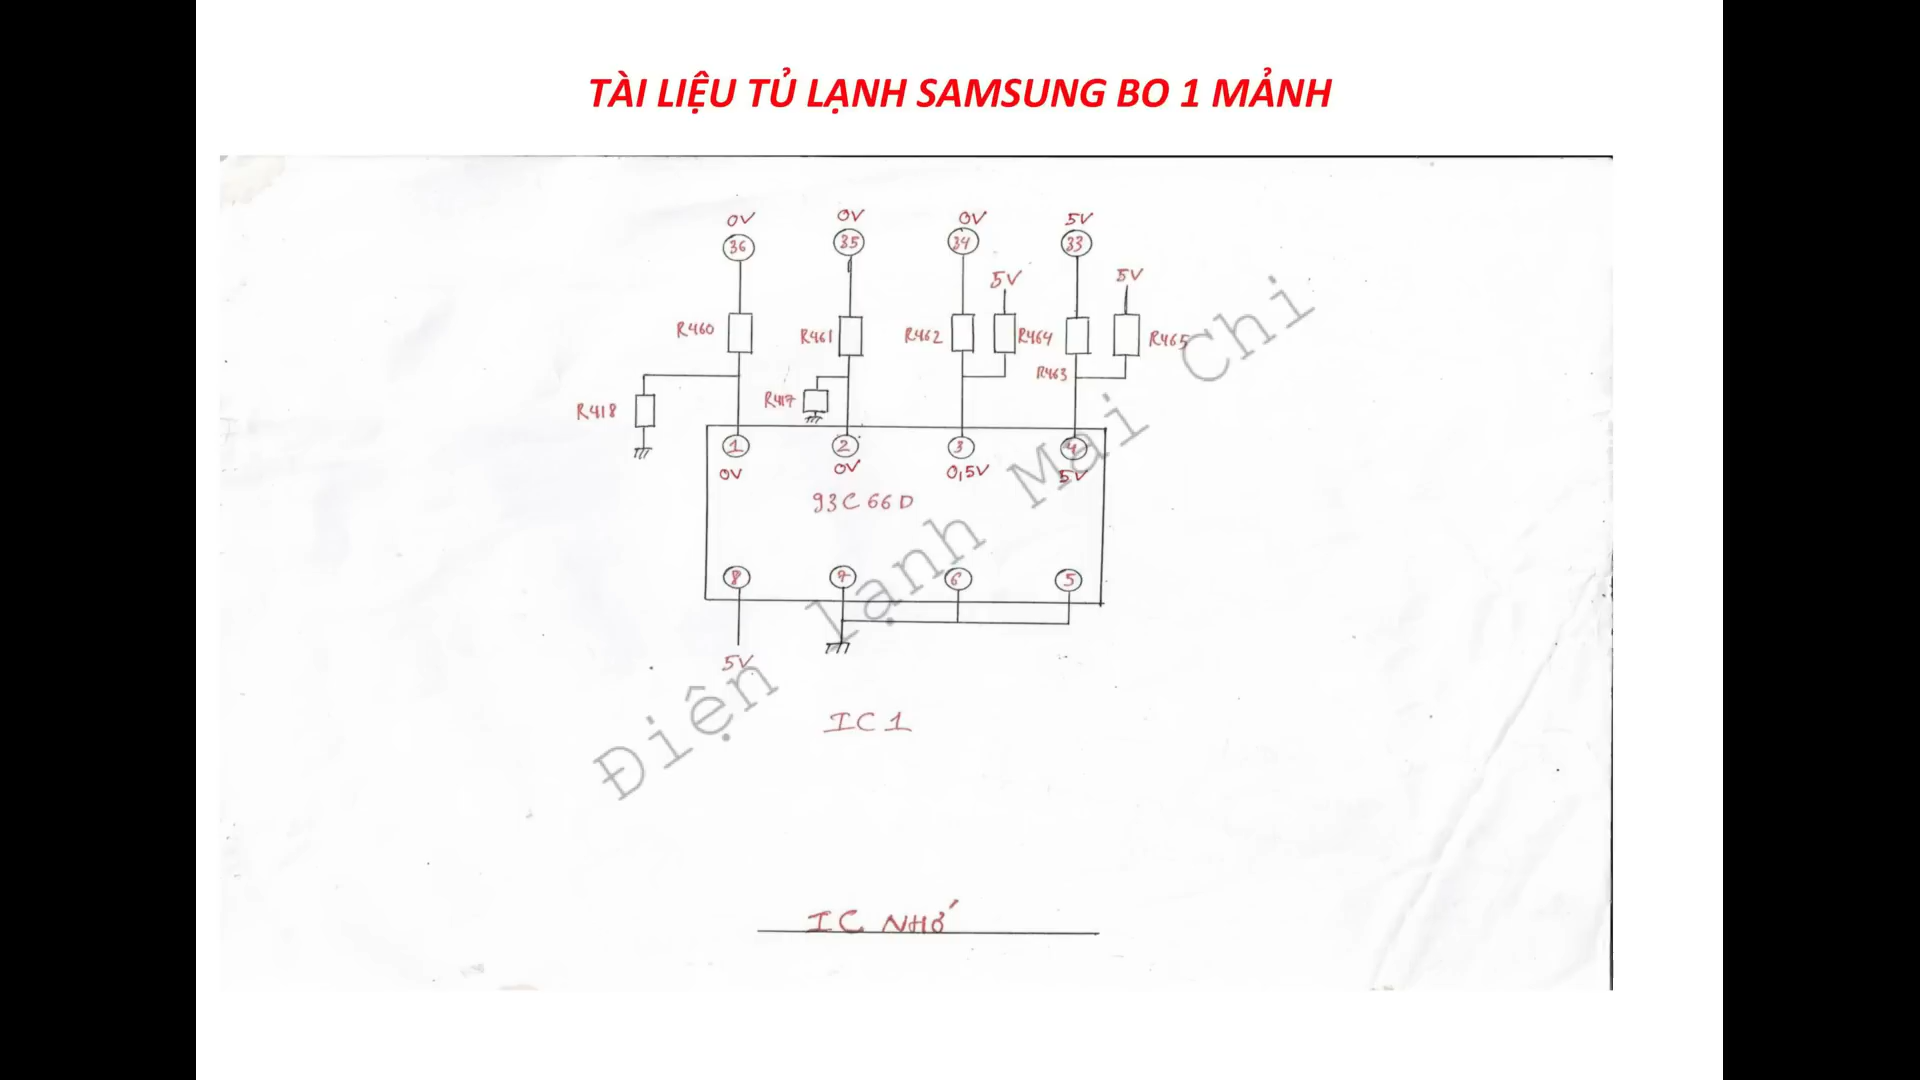 TÀI LIỆU TỦ LẠNH SAMSUNG BO 1 MẢNH
0V 0V 0V 5V
36 35 34 33
5V 5V
R460 R461 R462 R464 R465
R463
R418 R417
1 2 3 4
0V 0V 0,5V 5V
93C66D
8 7 6 5
5V
IC1
Điện lạnh Mai Chi
IC NHỚ